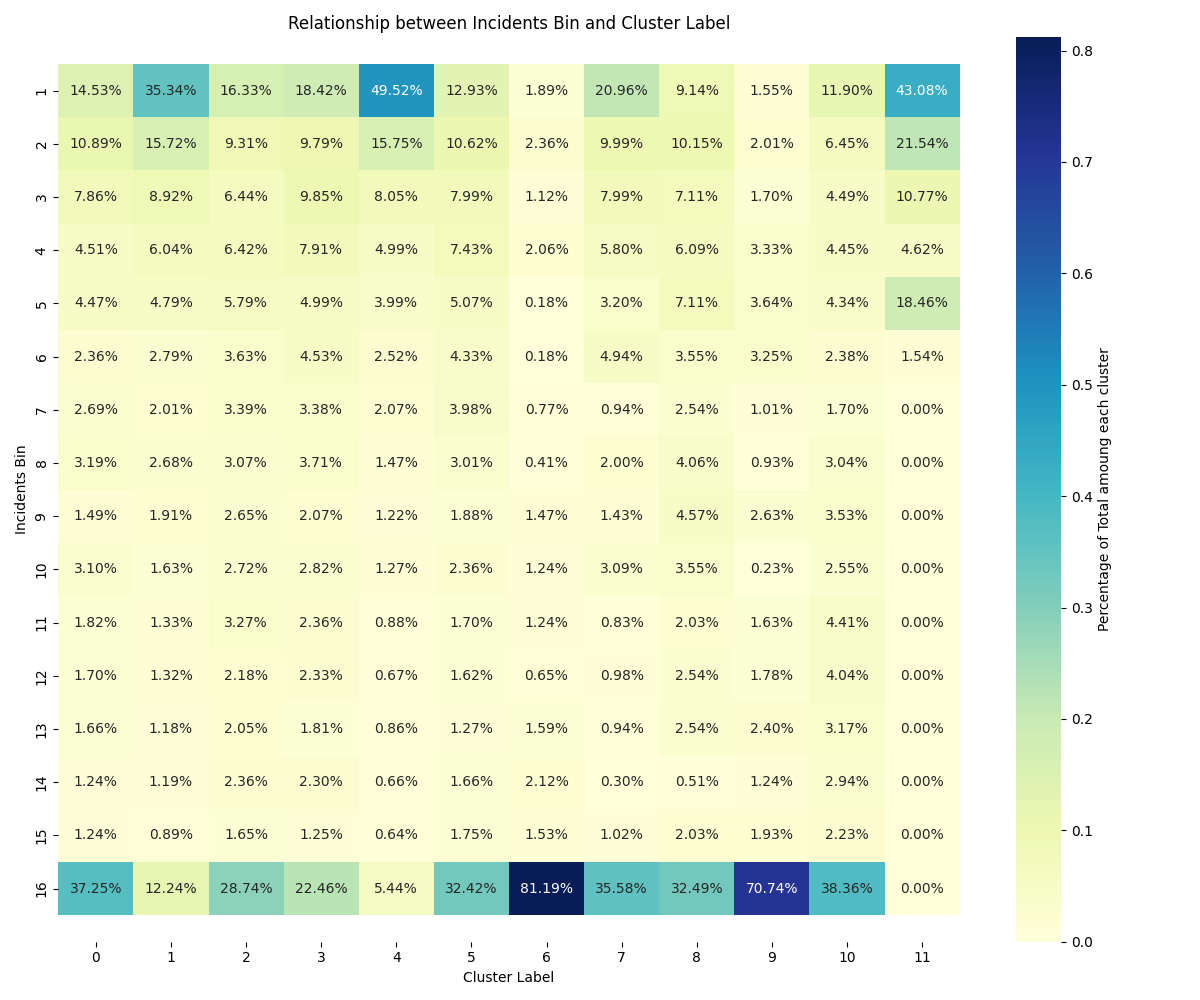 Relationship between Incidents Bin and Cluster Label
1 14.53% 35.34% 16.33% 18.42% 49.52% 12.93% 1.89% 20.96% 9.14% 1.55% 11.90% 43.08%
2 10.89% 15.72% 9.31% 9.79% 15.75% 10.62% 2.36% 9.99% 10.15% 2.01% 6.45% 21.54%
3 7.86% 8.92% 6.44% 9.85% 8.05% 7.99% 1.12% 7.99% 7.11% 1.70% 4.49% 10.77%
4 4.51% 6.04% 6.42% 7.91% 4.99% 7.43% 2.06% 5.80% 6.09% 3.33% 4.45% 4.62%
5 4.47% 4.79% 5.79% 4.99% 3.99% 5.07% 0.18% 3.20% 7.11% 3.64% 4.34% 18.46%
6 2.36% 2.79% 3.63% 4.53% 2.52% 4.33% 0.18% 4.94% 3.55% 3.25% 2.38% 1.54%
7 2.69% 2.01% 3.39% 3.38% 2.07% 3.98% 0.77% 0.94% 2.54% 1.01% 1.70% 0.00%
8 3.19% 2.68% 3.07% 3.71% 1.47% 3.01% 0.41% 2.00% 4.06% 0.93% 3.04% 0.00%
9 1.49% 1.91% 2.65% 2.07% 1.22% 1.88% 1.47% 1.43% 4.57% 2.63% 3.53% 0.00%
10 3.10% 1.63% 2.72% 2.82% 1.27% 2.36% 1.24% 3.09% 3.55% 0.23% 2.55% 0.00%
11 1.82% 1.33% 3.27% 2.36% 0.88% 1.70% 1.24% 0.83% 2.03% 1.63% 4.41% 0.00%
12 1.70% 1.32% 2.18% 2.33% 0.67% 1.62% 0.65% 0.98% 2.54% 1.78% 4.04% 0.00%
13 1.66% 1.18% 2.05% 1.81% 0.86% 1.27% 1.59% 0.94% 2.54% 2.40% 3.17% 0.00%
14 1.24% 1.19% 2.36% 2.30% 0.66% 1.66% 2.12% 0.30% 0.51% 1.24% 2.94% 0.00%
15 1.24% 0.89% 1.65% 1.25% 0.64% 1.75% 1.53% 1.02% 2.03% 1.93% 2.23% 0.00%
16 37.25% 12.24% 28.74% 22.46% 5.44% 32.42% 81.19% 35.58% 32.49% 70.74% 38.36% 0.00%
0 1 2 3 4 5 6 7 8 9 10 11
Cluster Label
Incidents Bin
0.8
0.7
0.6
0.5
0.4
0.3
0.2
0.1
0.0
Percentage of Total amoung each cluster